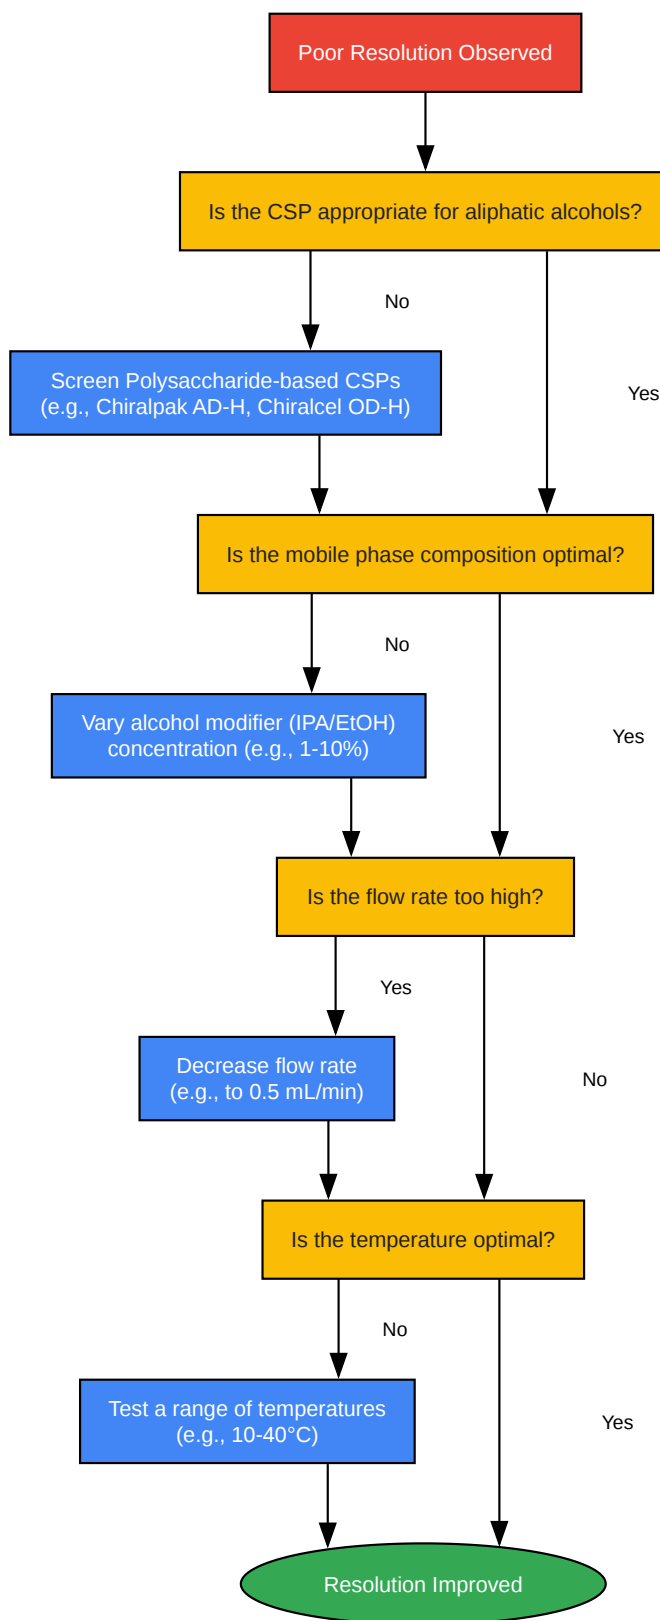 Poor Resolution Observed
Is the CSP appropriate for aliphatic alcohols?
No
Screen Polysaccharide-based CSPs
(e.g., Chiralpak AD-H, Chiralcel OD-H)
Yes
Is the mobile phase composition optimal?
No
Vary alcohol modifier (IPA/EtOH)
concentration (e.g., 1-10%)
Yes
Is the flow rate too high?
Yes
Decrease flow rate
(e.g., to 0.5 mL/min)
No
Is the temperature optimal?
No
Test a range of temperatures
(e.g., 10-40°C)
Yes
Resolution Improved